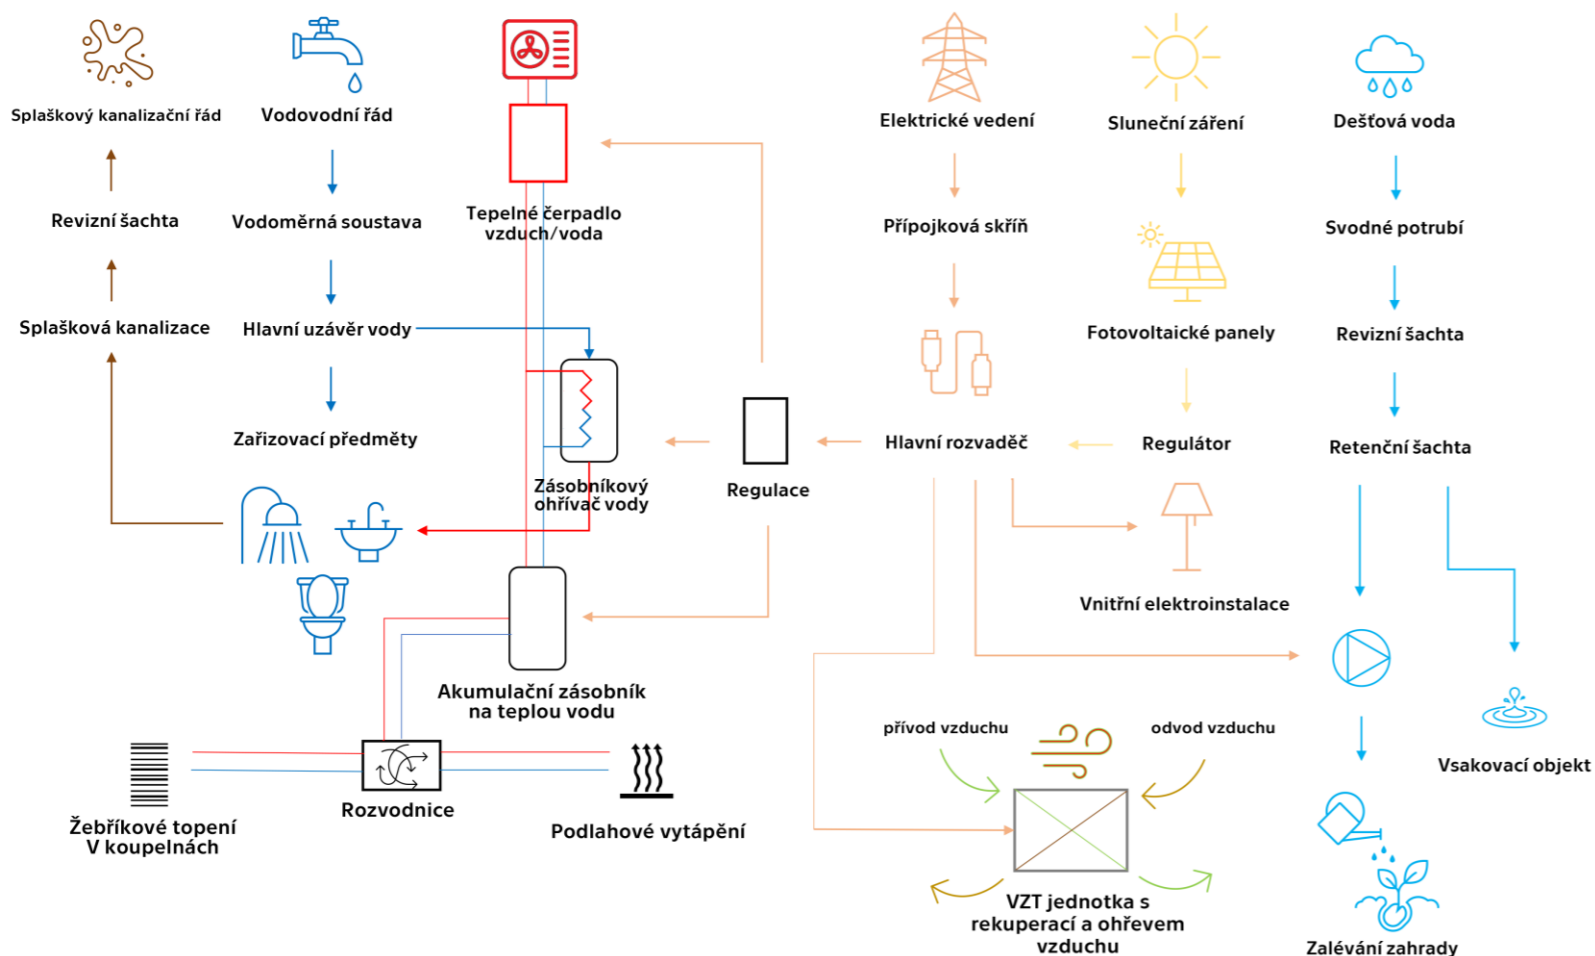 Splaškový kanalizační řád
Vodovodní řád
Elektrické vedení
Sluneční záření
Dešťová voda
Revizní šachta
Vodoměrná soustava
Tepelné čerpadlo
vzduch/voda
Přípojková skříň
Svodné potrubí
Splašková kanalizace
Hlavní uzávěr vody
Fotovoltaické panely
Revizní šachta
Zařizovací předměty
Hlavní rozvaděč
Regulátor
Retenční šachta
Zásobníkový
ohřívač vody
Regulace
Vnitřní elektroinstalace
Akumulační zásobník
na teplou vodu
přívod vzduchu
odvod vzduchu
Vsakovací objekt
Rozvodnice
Žebříkové topení
V koupelnách
Podlahové vytápění
VZT jednotka s
rekuperací a ohřevem
vzduchu
Zalévání zahrady